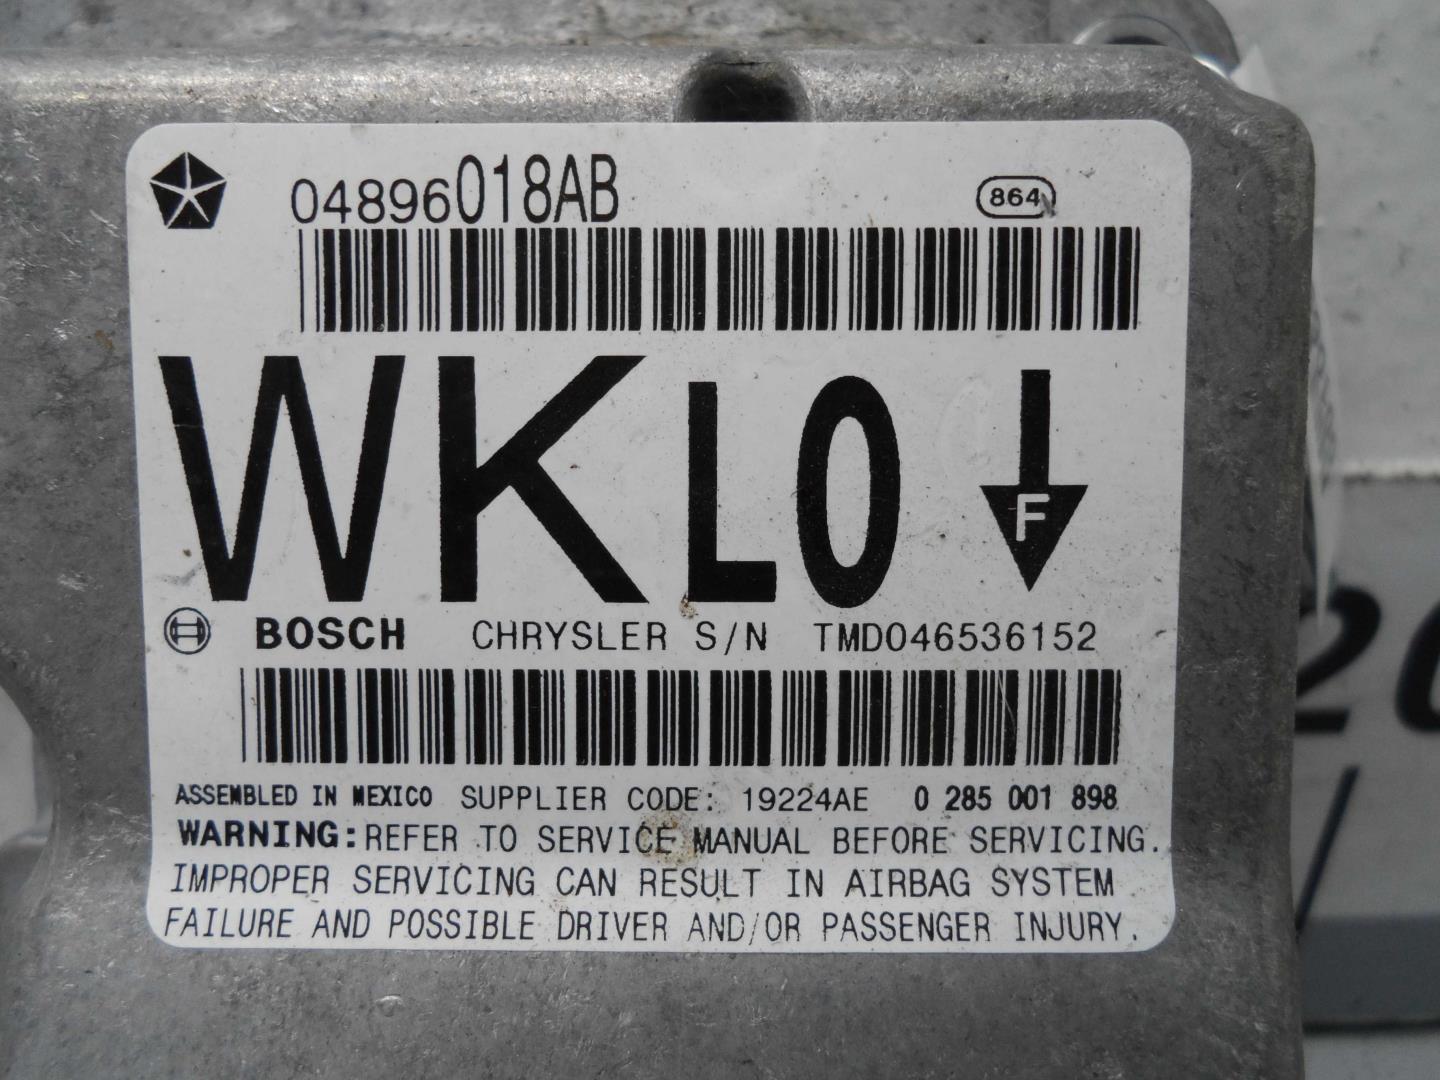 04896018AB 864
WKLO F
BOSCH CHRYSLER S/N TMD046536152
ASSEMBLED IN MEXICO SUPPLIER CODE: 19224AE 0 285 001 898
WARNING: REFER TO SERVICE MANUAL BEFORE SERVICING.
IMPROPER SERVICING CAN RESULT IN AIRBAG SYSTEM
FAILURE AND POSSIBLE DRIVER AND/OR PASSENGER INJURY.